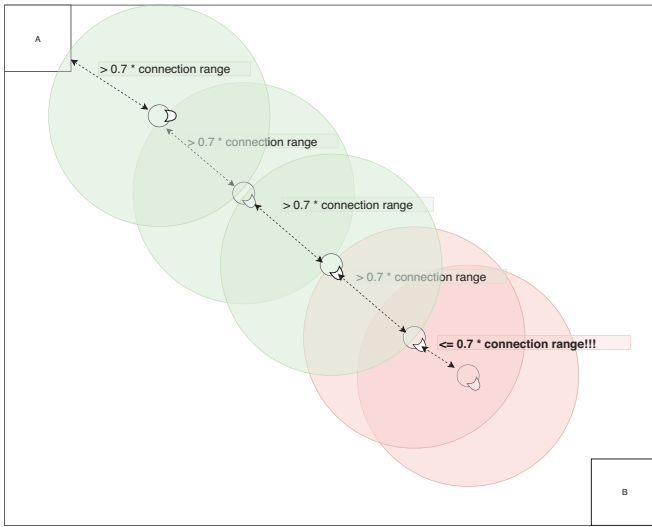 A
> 0.7 * connection range
> 0.7 * connection range
> 0.7 * connection range
> 0.7 * connection range
<= 0.7 * connection range!!!
B